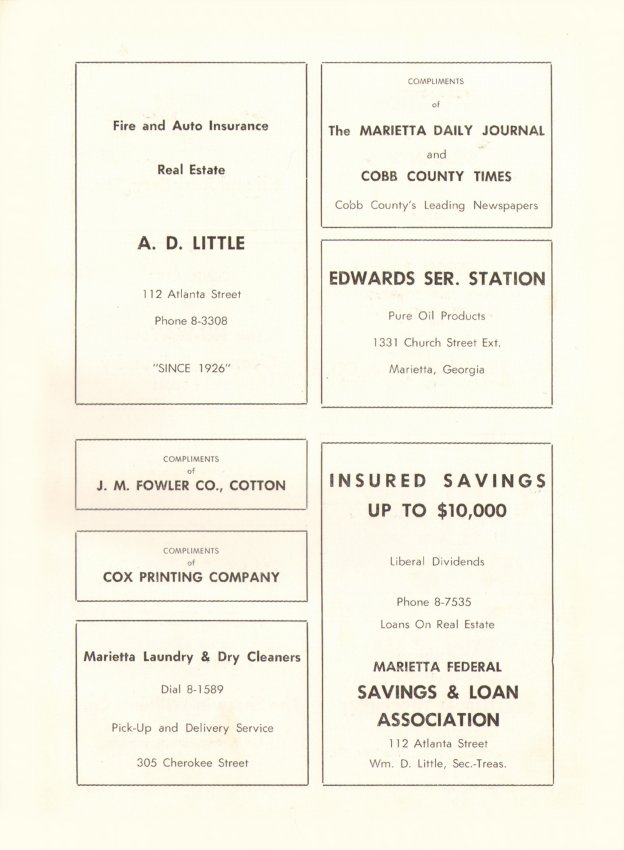 Fire and Auto Insurance
Real Estate
A. D. LITTLE
112 Atlanta Street
Phone 8-3308
"SINCE 1926"
COMPLIMENTS
of
J. M. FOWLER CO., COTTON
COMPLIMENTS
of
COX PRINTING COMPANY
Marietta Laundry & Dry Cleaners
Dial 8-1589
Pick-Up and Delivery Service
305 Cherokee Street
COMPLIMENTS
of
The MARIETTA DAILY JOURNAL
and
COBB COUNTY TIMES
Cobb County's Leading Newspapers
EDWARDS SER. STATION
Pure Oil Products
1331 Church Street Ext.
Marietta, Georgia
INSURED SAVINGS
UP TO $10,000
Liberal Dividends
Phone 8-7535
Loans On Real Estate
MARIETTA FEDERAL
SAVINGS & LOAN
ASSOCIATION
112 Atlanta Street
Wm. D. Little, Sec.-Treas.